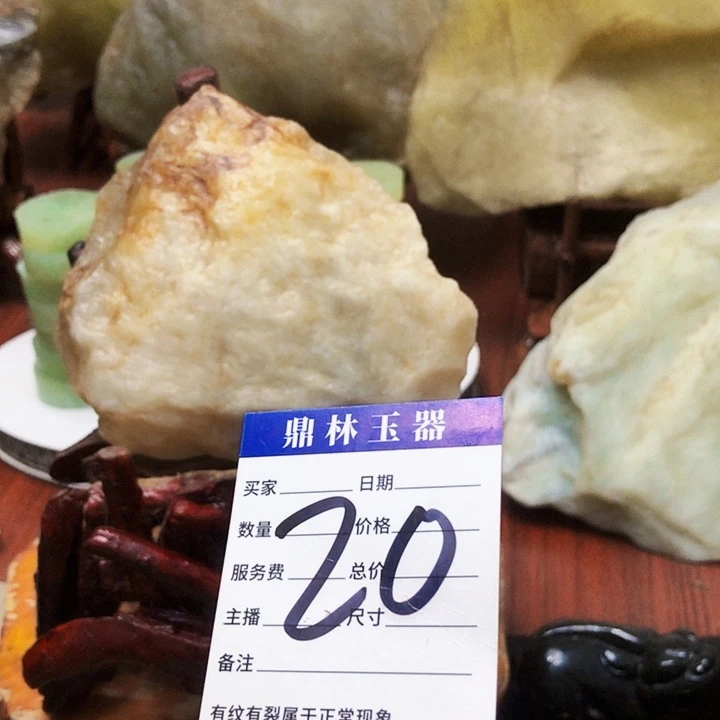 鼎林玉器
买家 日期
数量 价格
20
服务费 总价
主播 尺寸
备注
有纹有裂属于正常现象